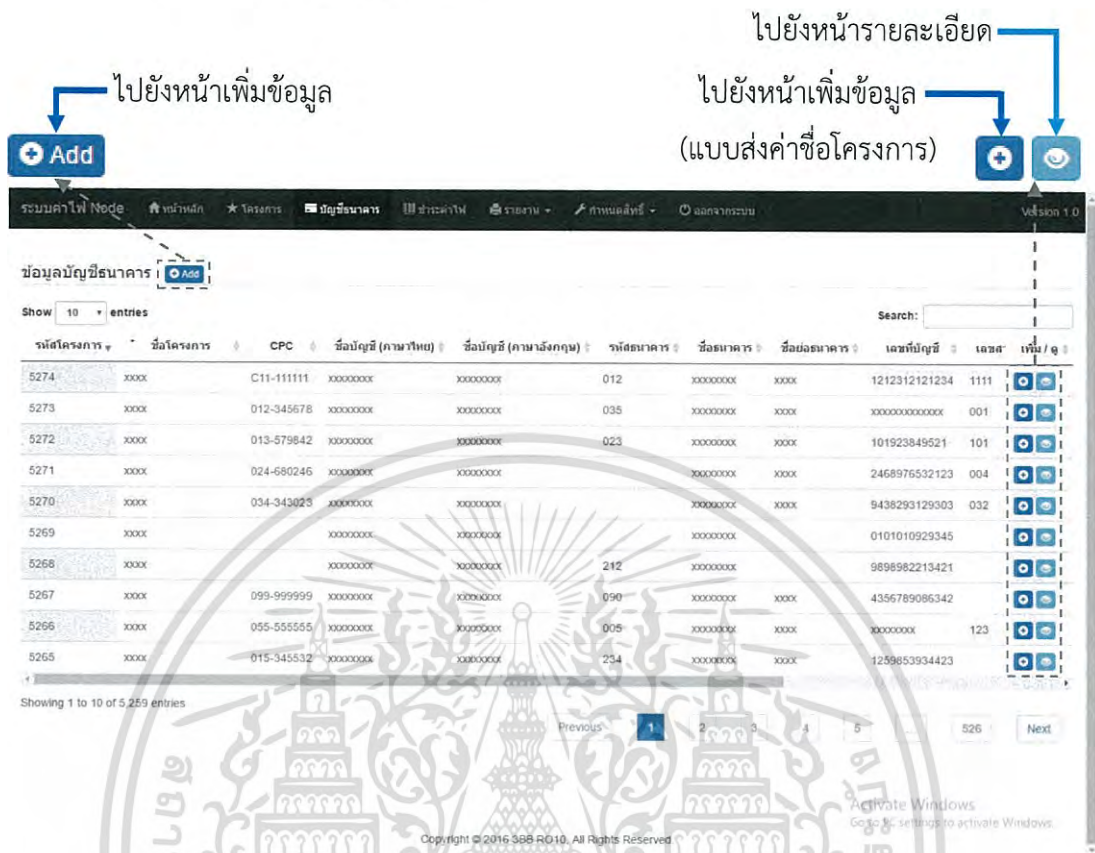 ไปยังหน้ารายละเอียด
ไปยังหน้าเพิ่มข้อมูล
ไปยังหน้าเพิ่มข้อมูล
(แบบส่งค่าชื่อโครงการ)
Add
ระบบค่าไฟ Node หน้าหลัก โครงการ บัญชีธนาคาร ชำระค่าไฟ รายงาน กำหนดสิทธิ์ ออกจากระบบ Version 1.0
ข้อมูลบัญชีธนาคาร Add
Show 10 entries Search:
รหัสโครงการ ชื่อโครงการ CPC ชื่อบัญชี (ภาษาไทย) ชื่อบัญชี (ภาษาอังกฤษ) รหัสธนาคาร ชื่อธนาคาร ชื่อย่อธนาคาร เลขที่บัญชี เลขส เพิ่ม / ดู
5274 xxxx C11-111111 xxxxxxxx xxxxxxxx 012 xxxxxxxx xxxx 1212312121234 1111
5273 xxxx 012-345678 xxxxxxxx xxxxxxxx 035 xxxxxxxx xxxx xxxxxxxxxxxxx 001
5272 xxxx 013-579842 xxxxxxxx xxxxxxxx 023 xxxxxxxx xxxx 101923849521 101
5271 xxxx 024-680246 xxxxxxxx xxxxxxxx xxxxxxxx xxxx 2468976532123 004
5270 xxxx 034-343023 xxxxxxxx xxxxxxxx xxxxxxxx xxxx 9438293129303 032
5269 xxxx xxxxxxxx xxxxxxxx xxxxxxxx 0101010929345
5268 xxxx xxxxxxxx xxxxxxxx 212 xxxxxxxx 9898982213421
5267 xxxx 099-999999 xxxxxxxx xxxxxxxx 090 xxxxxxxx xxxx 4356789086342
5266 xxxx 055-555555 xxxxxxxx xxxxxxxx 005 xxxxxxxx xxxx xxxxxxxx 123
5265 xxxx 015-345532 xxxxxxxx xxxxxxxx 234 xxxxxxxx xxxx 1259853934423
Showing 1 to 10 of 5,259 entries
Previous 1 2 3 4 5 … 526 Next
Activate Windows
Go to PC settings to activate Windows.
Copyright © 2016 3BB RO10, All Rights Reserved